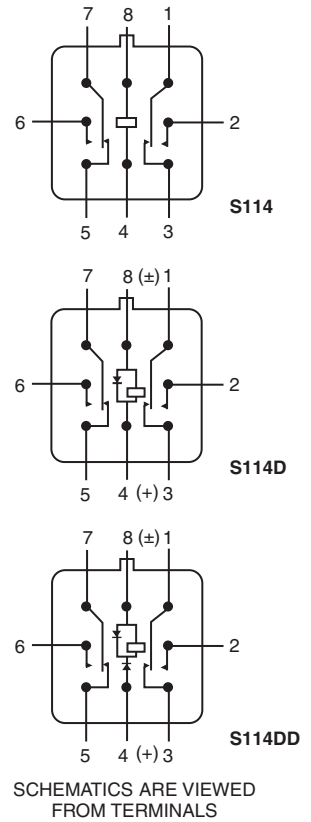 7 8 1
6 2
S114
5 4 3
7 8 (±) 1
6 2
S114D
5 4 (+) 3
7 8 (±) 1
6 2
S114DD
5 4 (+) 3
SCHEMATICS ARE VIEWED
FROM TERMINALS